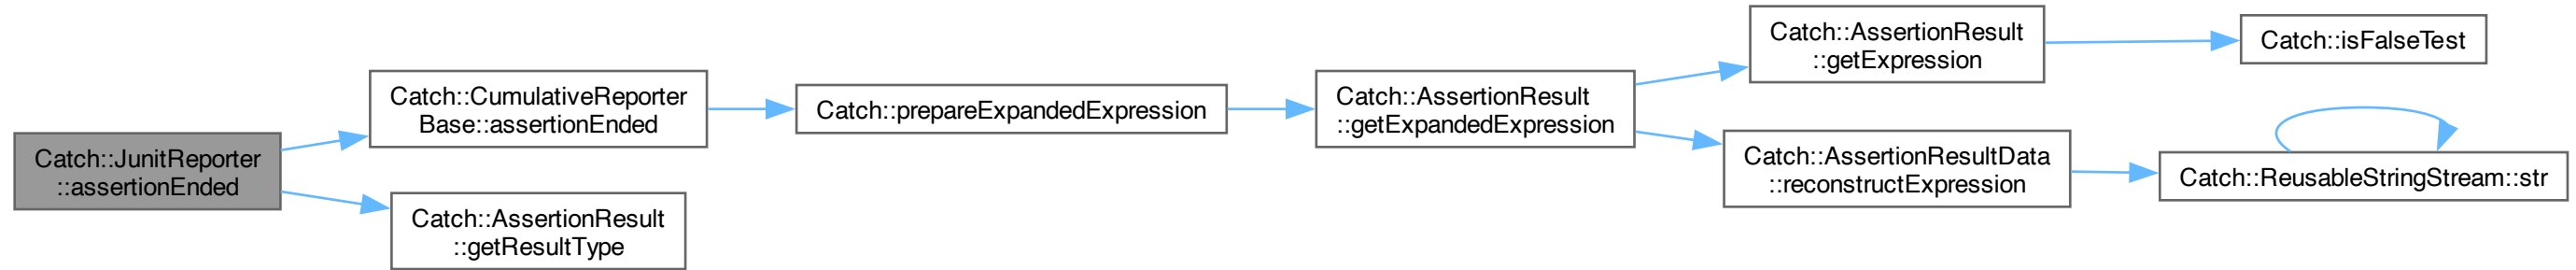 Catch::JunitReporter
::assertionEnded
Catch::CumulativeReporter
Base::assertionEnded
Catch::AssertionResult
::getResultType
Catch::prepareExpandedExpression
Catch::AssertionResult
::getExpandedExpression
Catch::AssertionResult
::getExpression
Catch::AssertionResultData
::reconstructExpression
Catch::isFalseTest
Catch::ReusableStringStream::str